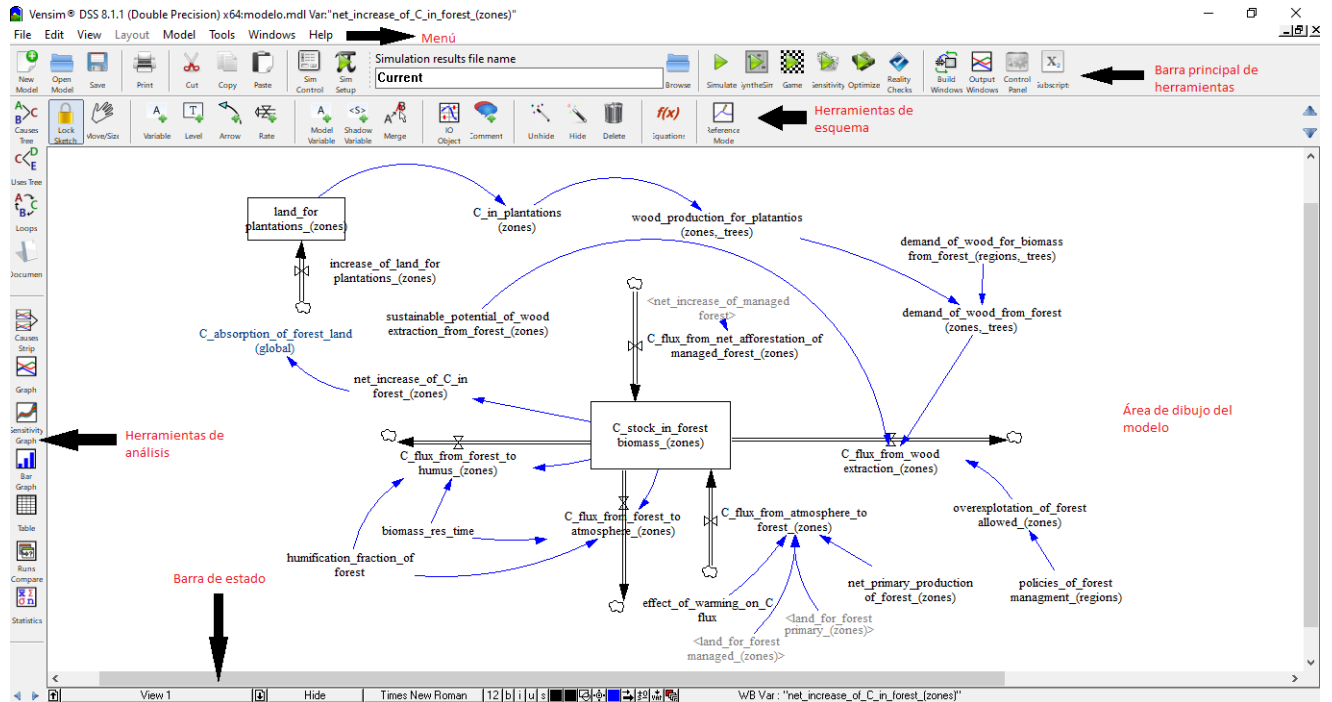 Vensim® DSS 8.1.1 (Double Precision) x64:modelo.mdl Var:"net_increase_of_C_in_forest_(zones)"
File Edit View Layout Model Tools Windows Help
Menú
New
Model
Open
Model
Save
Print
Cut
Copy
Paste
Sim
Control
Sim
Setup
Simulation results file name
Current
Browse
Simulate
SyntheSim
Game
Sensitivity
Optimize
Reality
Checks
Build
Windows
Output
Windows
Control
Panel
Subscript
Barra principal de
herramientas
Causes
Tree
Lock
Sketch
Move/Size
Variable
Level
Arrow
Rate
Model
Variable
Shadow
Variable
Merge
IO
Object
Comment
Unhide
Hide
Delete
f(x)
Equations
Reference
Mode
Herramientas de
esquema
Uses Tree
Loops
Documen
Causes
Strip
Graph
Sensitivity
Graph
Bar
Graph
Table
Runs
Compare
Statistics
Herramientas de
análisis
land_for
plantations_(zones)
C_in_plantations
(zones)
wood_production_for_platantios
(zones,_trees)
demand_of_wood_for_biomass
from_forest_(regions,_trees)
increase_of_land_for
plantations_(zones)
<net_increase_of_managed
forest>
sustainable_potential_of_wood
extraction_from_forest_(zones)
demand_of_wood_from_forest
(zones,_trees)
C_absorption_of_forest_land
(global)
C_flux_from_net_afforestation_of
managed_forest_(zones)
net_increase_of_C_in
forest_(zones)
C_stock_in_forest
biomass_(zones)
Área de dibujo del
modelo
C_flux_from_forest_to
humus_(zones)
C_flux_from_wood
extraction_(zones)
overexplotation_of_forest
allowed_(zones)
C_flux_from_forest_to
atmosphere_(zones)
C_flux_from_atmosphere_to
forest_(zones)
biomass_res_time
humification_fraction_of
forest
Barra de estado
net_primary_production
of_forest_(zones)
policies_of_forest
managment_(regions)
effect_of_warming_on_C
flux
<land_for_forest
primary_(zones)>
<land_for_forest
managed_(zones)>
View 1 Hide Times New Roman 12 b i u s WB Var : "net_increase_of_C_in_forest_(zones)"